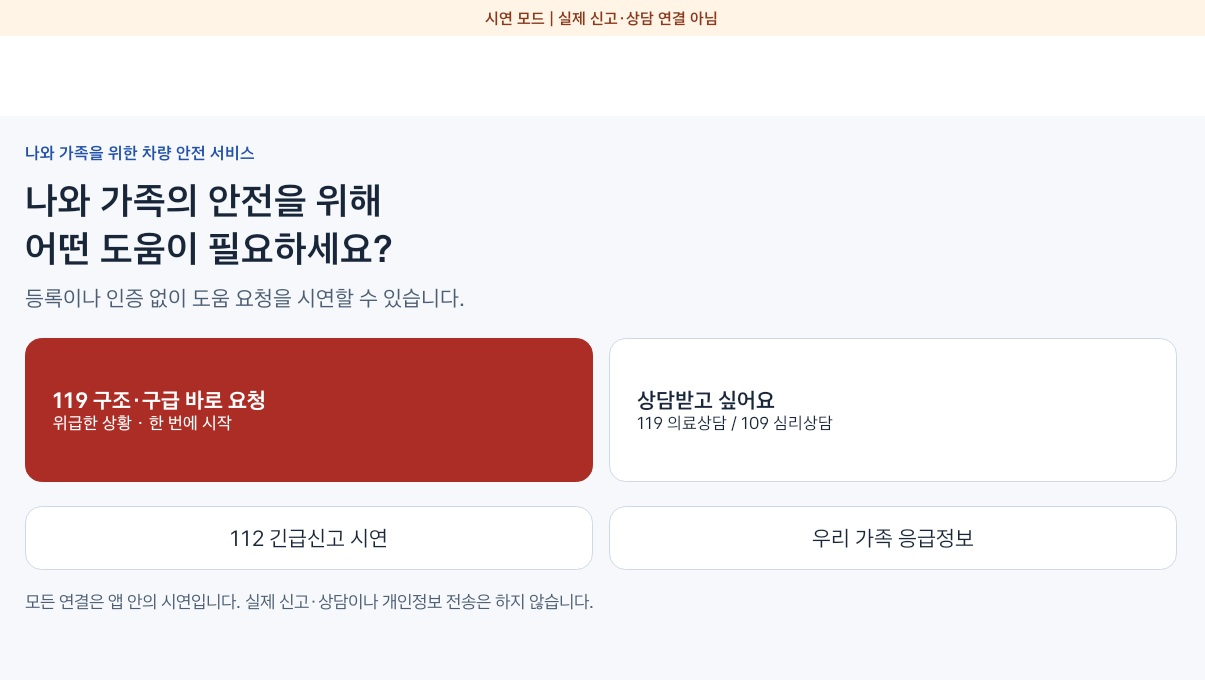 시연 모드 | 실제 신고·상담 연결 아님
나와 가족을 위한 차량 안전 서비스
나와 가족의 안전을 위해
어떤 도움이 필요하세요?
등록이나 인증 없이 도움 요청을 시연할 수 있습니다.
119 구조·구급 바로 요청
위급한 상황 · 한 번에 시작
상담받고 싶어요
119 의료상담 / 109 심리상담
112 긴급신고 시연
우리 가족 응급정보
모든 연결은 앱 안의 시연입니다. 실제 신고·상담이나 개인정보 전송은 하지 않습니다.